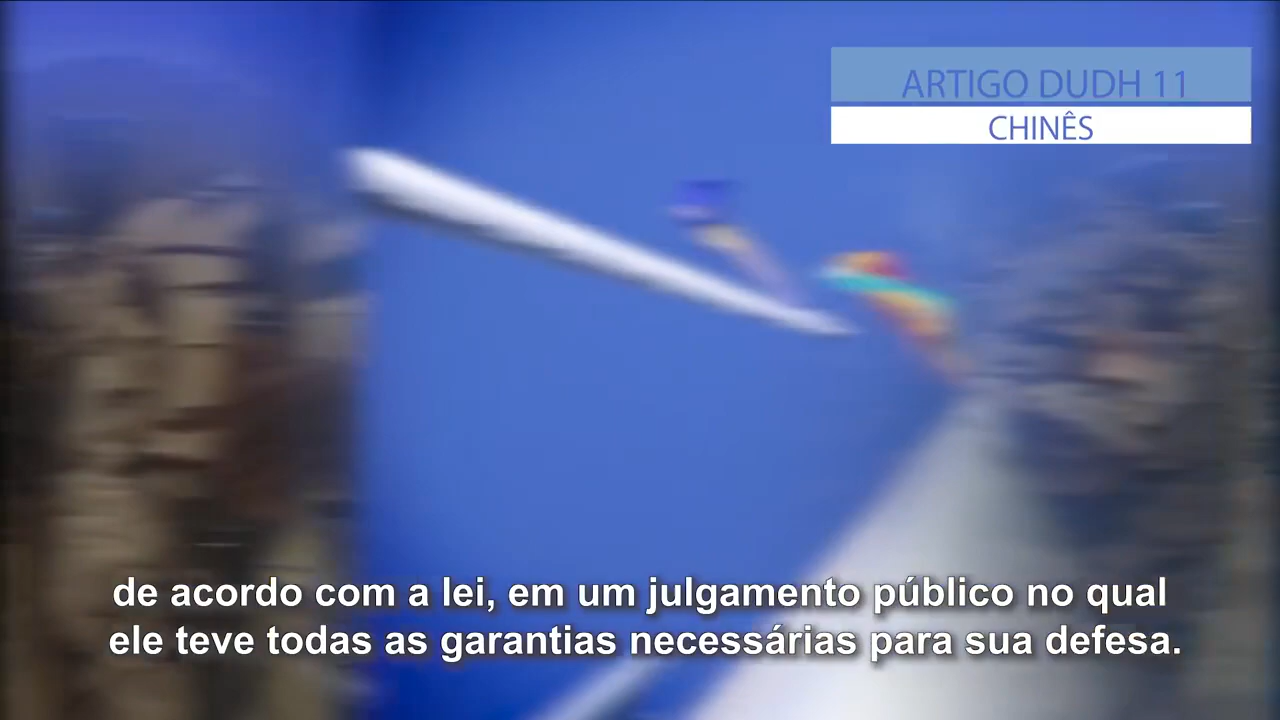 ARTIGO DUDH 11
CHINÊS
de acordo com a lei, em um julgamento público no qual
ele teve todas as garantias necessárias para sua defesa.